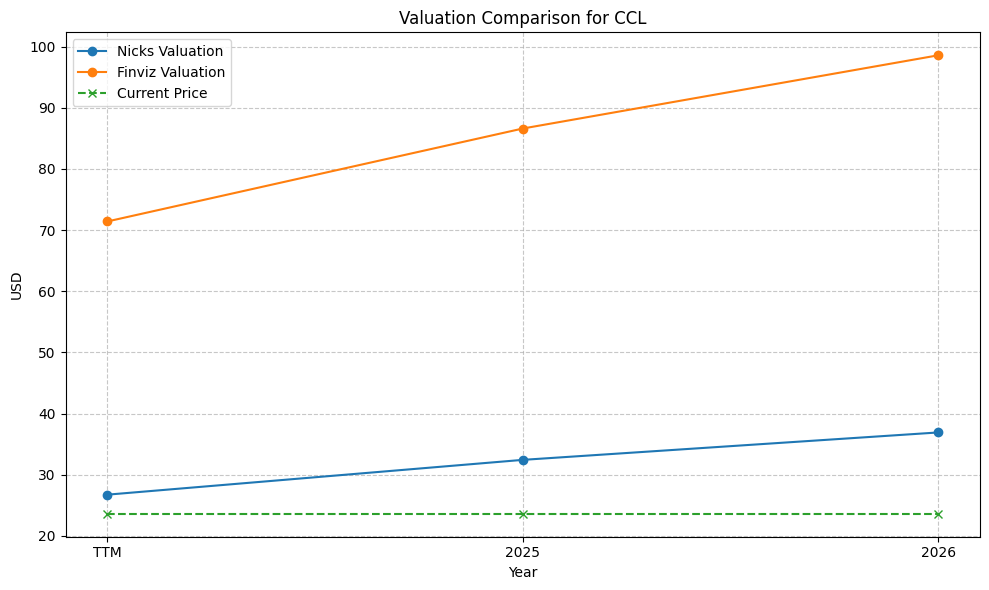 Valuation Comparison for CCL
Nicks Valuation
Finviz Valuation
Current Price
100
90
80
70
60
50
40
30
20
USD
TTM
2025
2026
Year